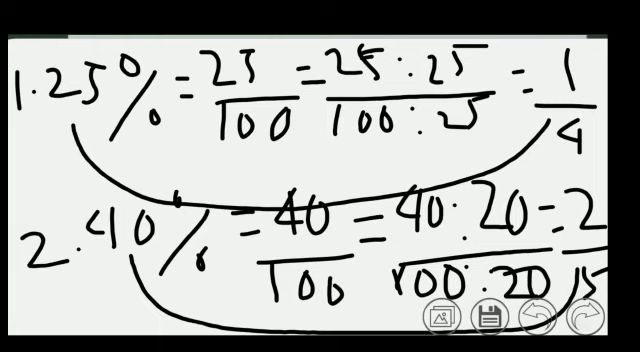 1. 25% = 25/100 = 25:25/100:25 = 1/4
2. 40% = 40/100 = 40:20/100:20 = 2/5